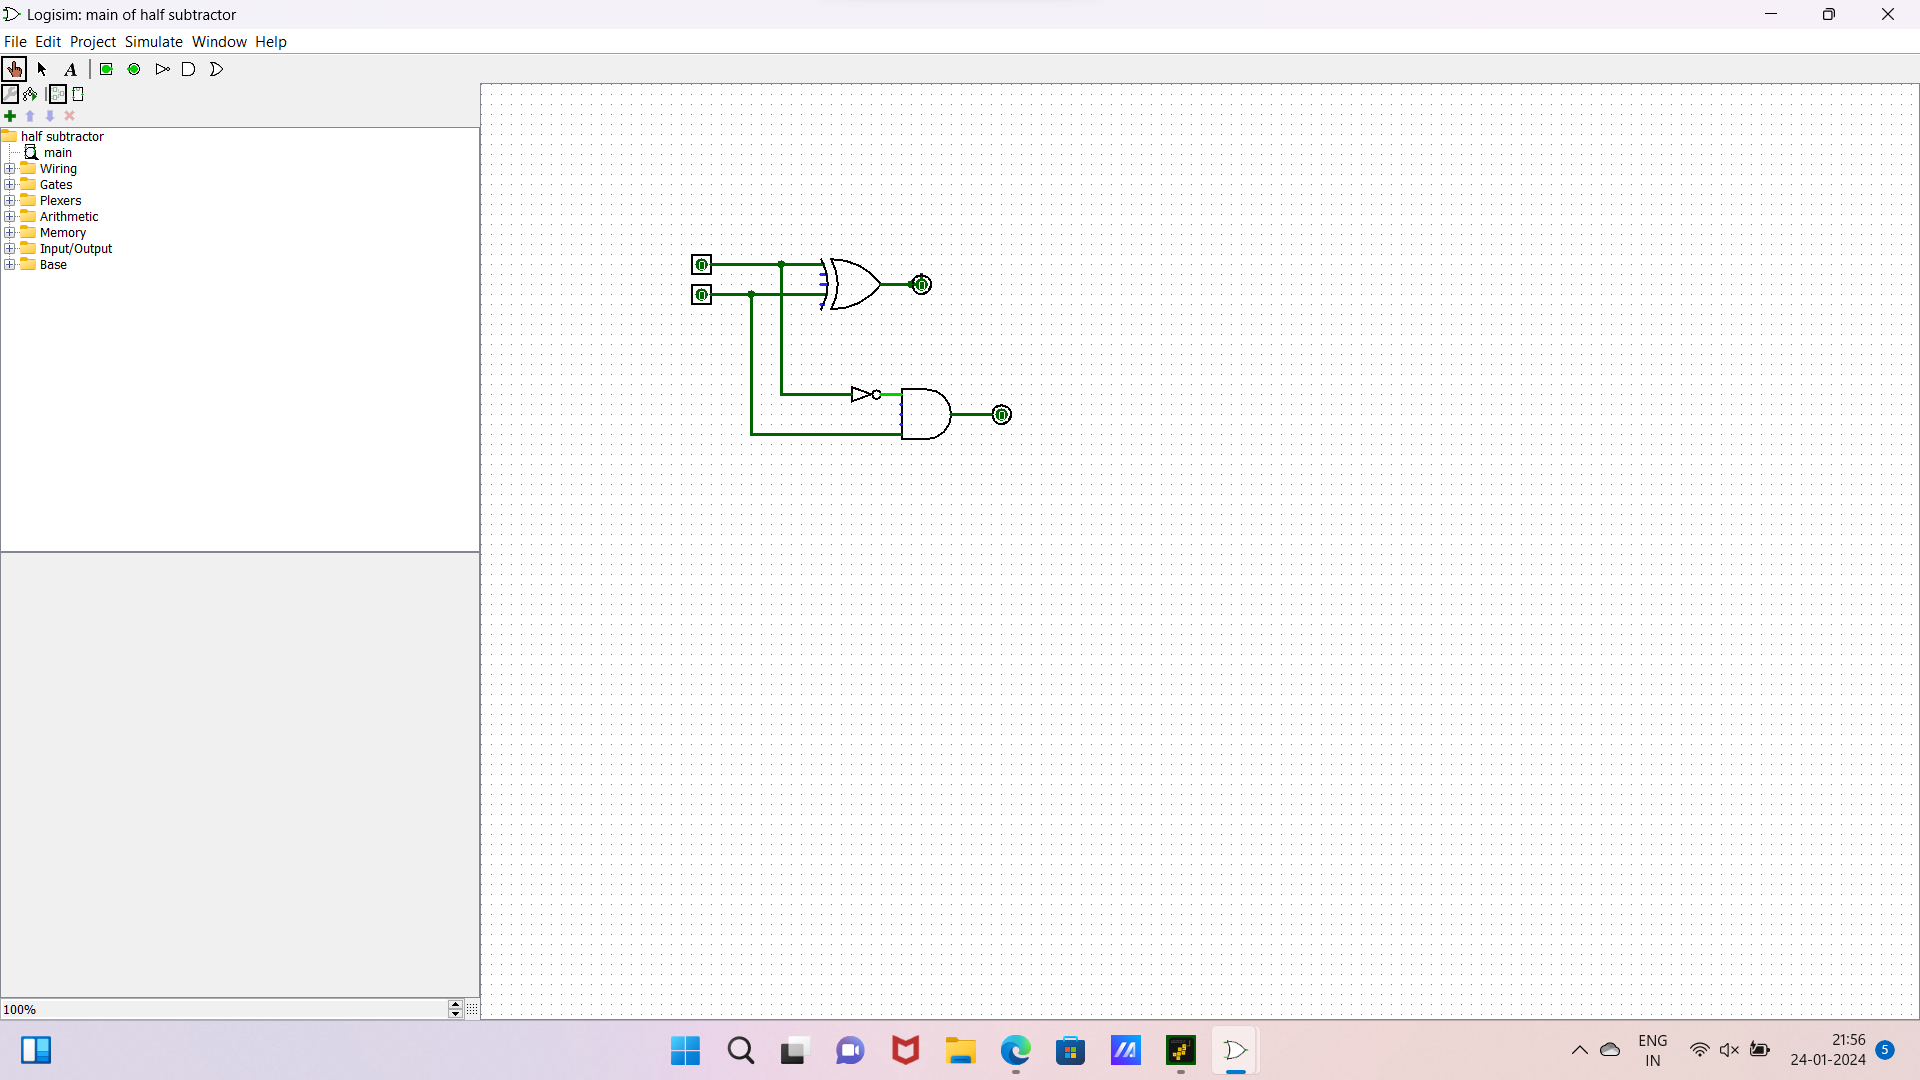 Logisim: main of half subtractor
File Edit Project Simulate Window Help
A
half subtractor
main
Wiring
Gates
Plexers
Arithmetic
Memory
Input/Output
Base
0
0
0
0
100%
ENG
IN
21:56
24-01-2024
5